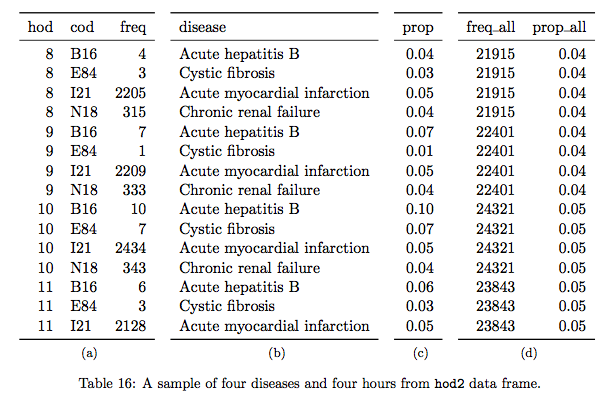 hod cod freq disease prop freq_all prop_all
8 B16 4 Acute hepatitis B 0.04 21915 0.04
8 E84 3 Cystic fibrosis 0.03 21915 0.04
8 I21 2205 Acute myocardial infarction 0.05 21915 0.04
8 N18 315 Chronic renal failure 0.04 21915 0.04
9 B16 7 Acute hepatitis B 0.07 22401 0.04
9 E84 1 Cystic fibrosis 0.01 22401 0.04
9 I21 2209 Acute myocardial infarction 0.05 22401 0.04
9 N18 333 Chronic renal failure 0.04 22401 0.04
10 B16 10 Acute hepatitis B 0.10 24321 0.05
10 E84 7 Cystic fibrosis 0.07 24321 0.05
10 I21 2434 Acute myocardial infarction 0.05 24321 0.05
10 N18 343 Chronic renal failure 0.04 24321 0.05
11 B16 6 Acute hepatitis B 0.06 23843 0.05
11 E84 3 Cystic fibrosis 0.03 23843 0.05
11 I21 2128 Acute myocardial infarction 0.05 23843 0.05
(a) (b) (c) (d)
Table 16: A sample of four diseases and four hours from hod2 data frame.